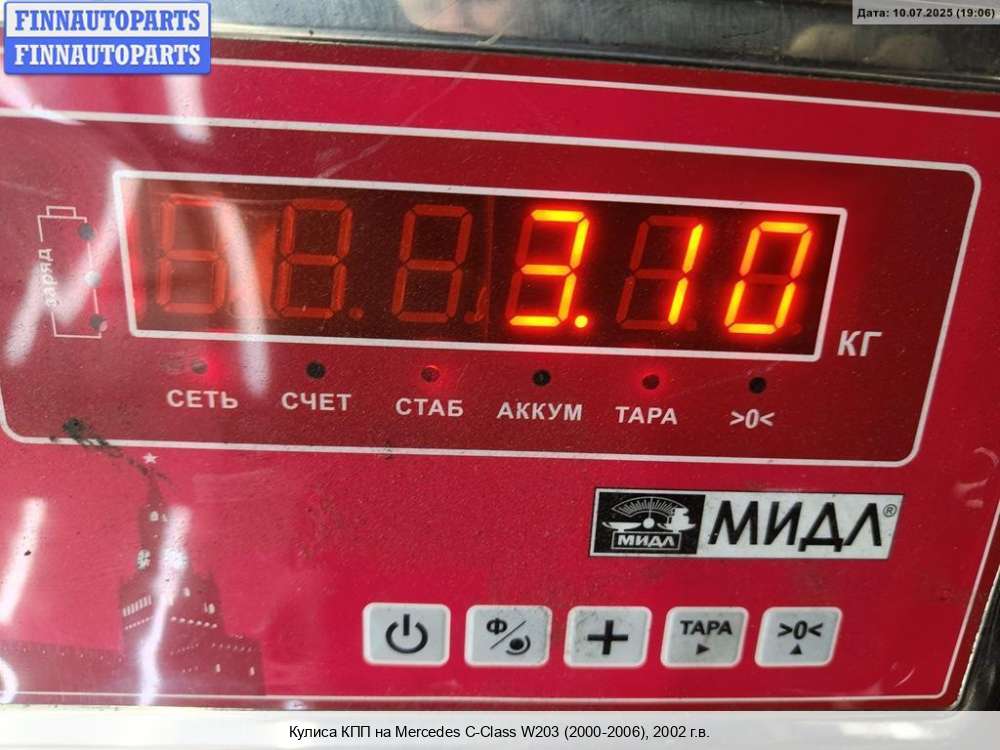 FINNAUTOPARTS
FINNAUTOPARTS
Дата: 10.07.2025 (19:06)
заряд
3.10
КГ
СЕТЬ СЧЕТ СТАБ АККУМ ТАРА >0<
МИДЛ МИДЛ®
Ф ТАРА >0<
Кулиса КПП на Mercedes C-Class W203 (2000-2006), 2002 г.в.